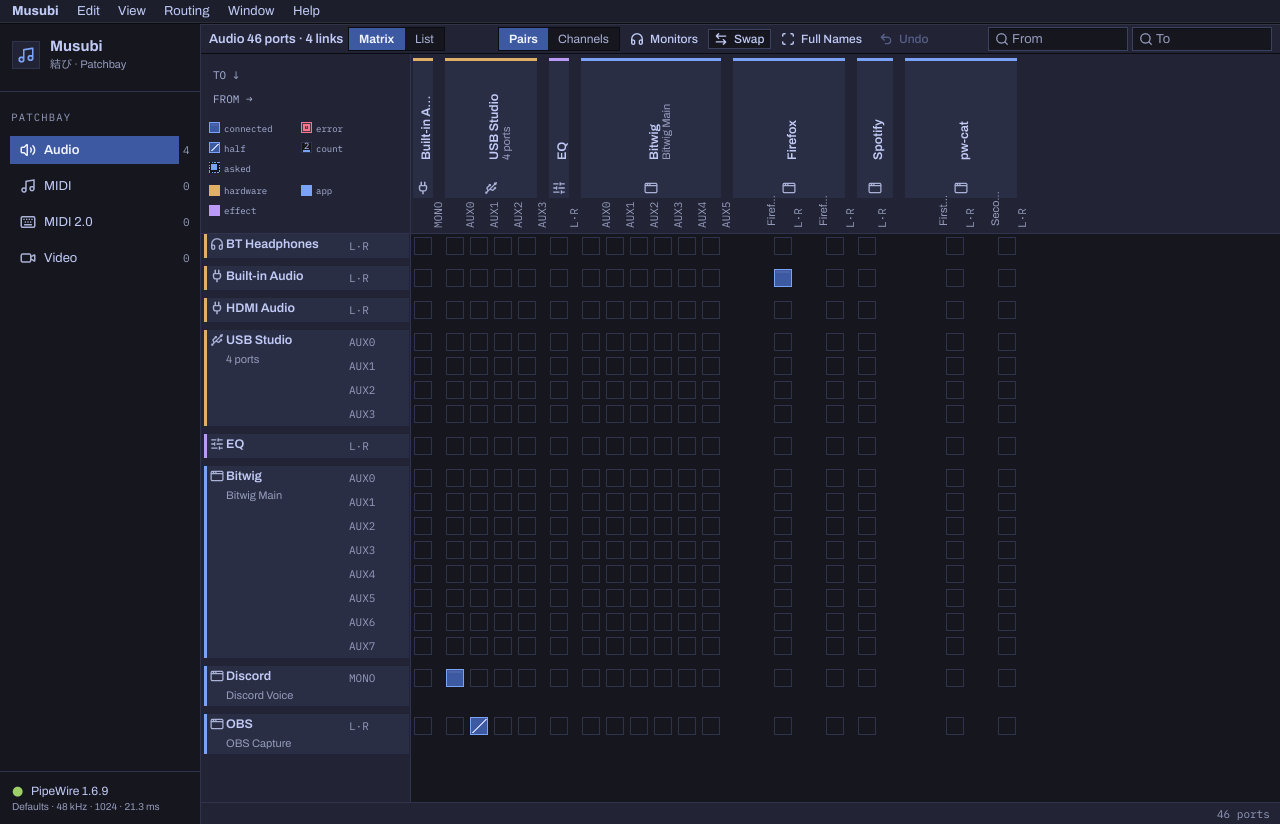 Musubi Edit View Routing Window Help
Musubi
結び · Patchbay
PATCHBAY
Audio 4
MIDI 0
MIDI 2.0 0
Video 0
PipeWire 1.6.9
Defaults · 48 kHz · 1024 · 21.3 ms
Audio 46 ports · 4 links Matrix List Pairs Channels Monitors Swap Full Names Undo From To
TO ↓
FROM →
connected error
half 2 count
asked
hardware app
effect
Built-in A…
USB Studio
4 ports
EQ
Bitwig
Bitwig Main
Firefox
Spotify
pw-cat
MONO AUX0 AUX1 AUX2 AUX3 L·R AUX0 AUX1 AUX2 AUX3 AUX4 AUX5 Firef… L·R Firef… L·R L·R First… L·R Seco… L·R
BT Headphones L·R
Built-in Audio L·R
HDMI Audio L·R
USB Studio AUX0
4 ports
AUX1
AUX2
AUX3
EQ L·R
Bitwig AUX0
Bitwig Main
AUX1
AUX2
AUX3
AUX4
AUX5
AUX6
AUX7
Discord MONO
Discord Voice
OBS L·R
OBS Capture
46 ports